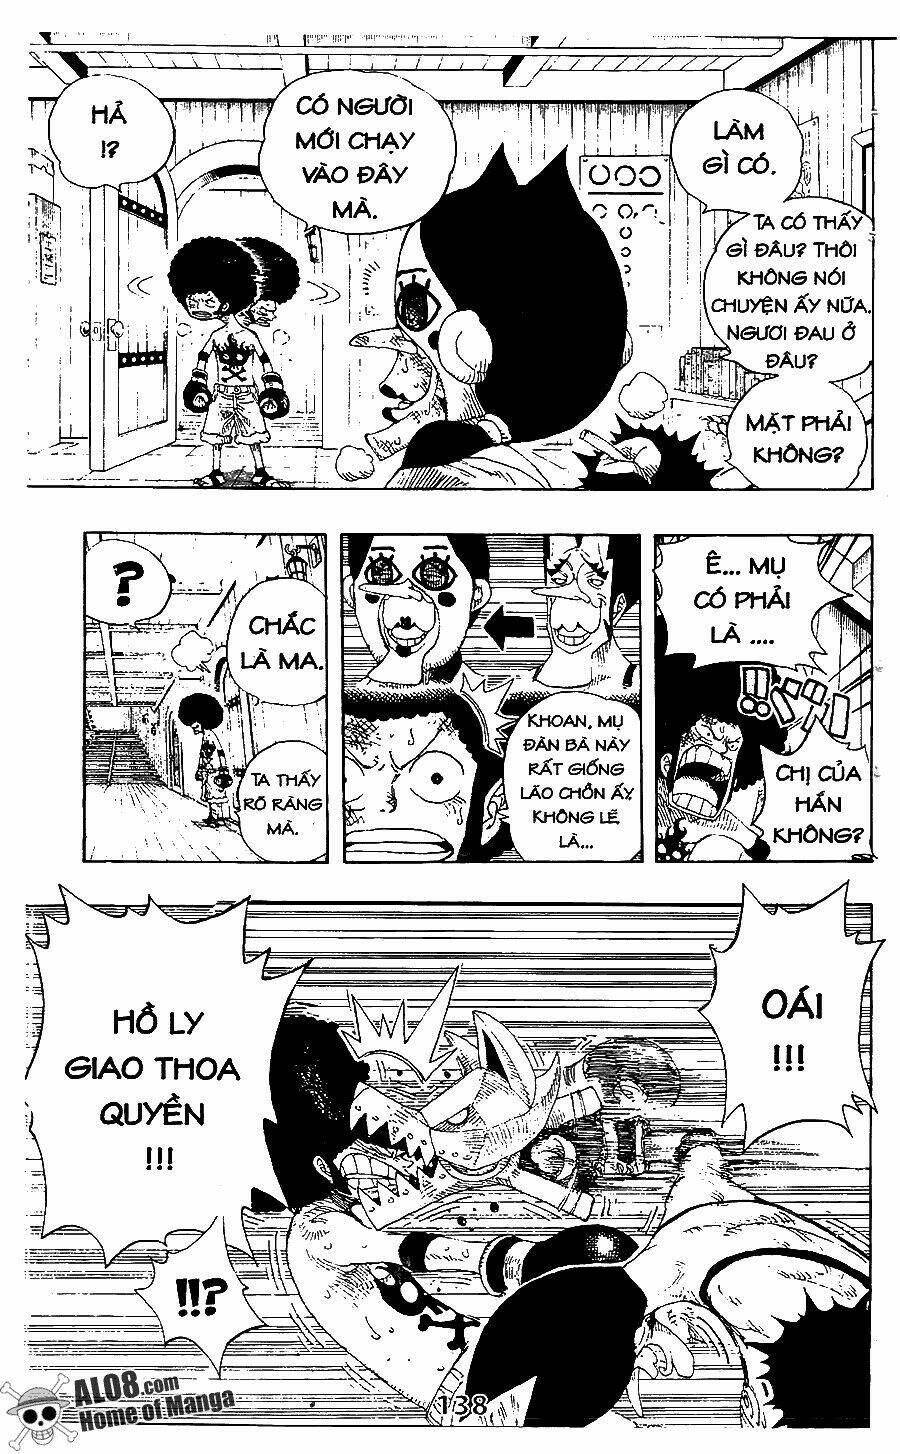 LÀM
GÌ CÓ.
TA CÓ THẤY
GÌ ĐÂU? THÔI
KHÔNG NÓI
CHUYỆN ẤY NỮA.
NGƯƠI ĐAU Ở
ĐÂU?
MẶT PHẢI
KHÔNG?
CÓ NGƯỜI
MỚI CHẠY
VÀO ĐÂY
MÀ.
HẢ
!?
Ê... MỤ
CÓ PHẢI
LÀ ....
CHỊ CỦA
HẮN
KHÔNG?
KHOAN, MỤ
ĐÀN BÀ NÀY
RẤT GIỐNG
LÃO CHỒN ẤY,
KHÔNG LẼ
LÀ...
CHẮC
LÀ MA.
?
TA THẤY
RÕ RÀNG
MÀ.
OÁI
!!!
HỒ LY
GIAO THOA
QUYỀN
!!!
!!?
138
ALO8.com
Home of Manga